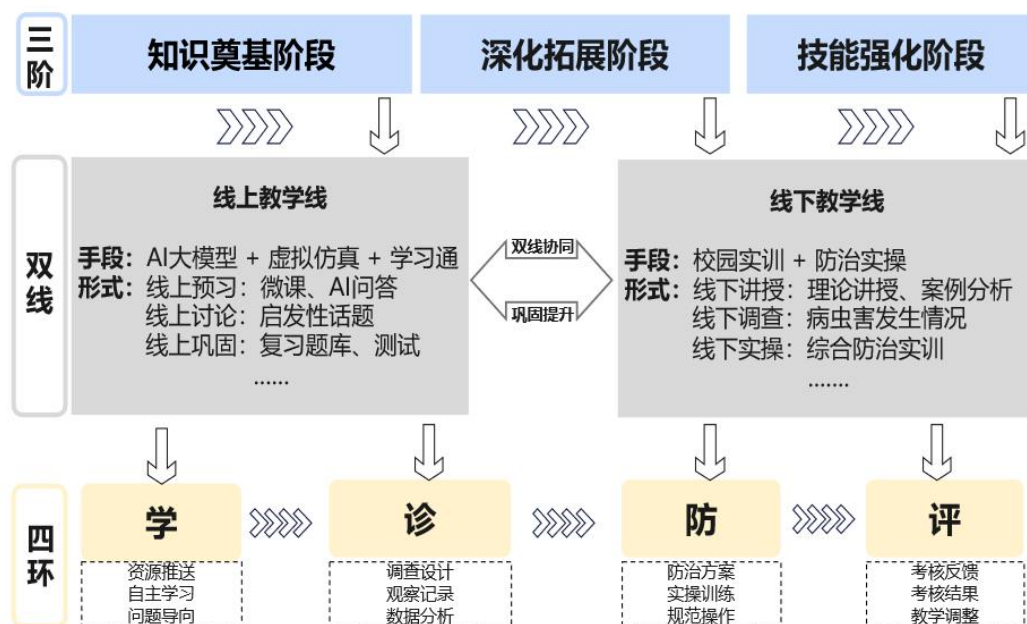 三阶
知识奠基阶段
深化拓展阶段
技能强化阶段
双线
线上教学线
手段：AI大模型 + 虚拟仿真 + 学习通
形式：线上预习：微课、AI问答
线上讨论：启发性话题
线上巩固：复习题库、测试
......
双线协同
巩固提升
线下教学线
手段：校园实训 + 防治实操
形式：线下讲授：理论讲授、案例分析
线下调查：病虫害发生情况
线下实操：综合防治实训
.......
四环
学
资源推送
自主学习
问题导向
诊
调查设计
观察记录
数据分析
防
防治方案
实操训练
规范操作
评
考核反馈
考核结果
教学调整